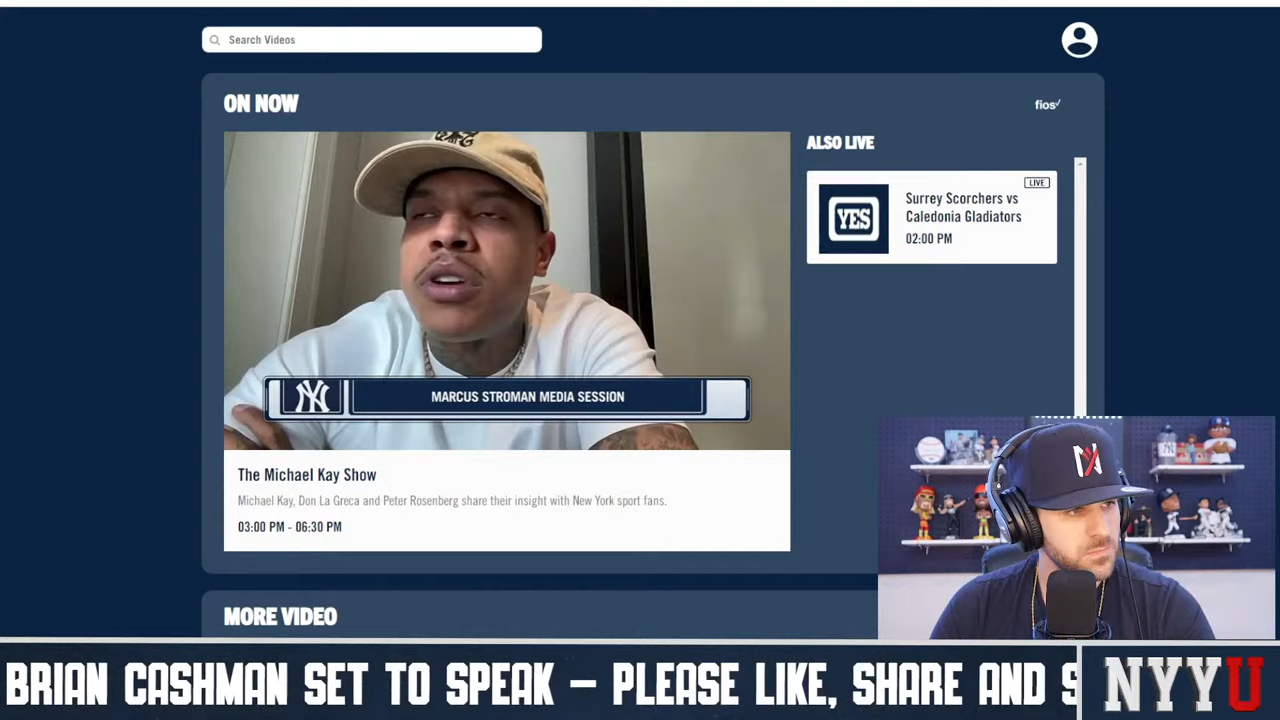 Search Videos
ON NOW
fios
ALSO LIVE
LIVE
YES
Surrey Scorchers vs
Caledonia Gladiators
02:00 PM
NY
MARCUS STROMAN MEDIA SESSION
The Michael Kay Show
Michael Kay, Don La Greca and Peter Rosenberg share their insight with New York sport fans.
03:00 PM - 06:30 PM
MORE VIDEO
BRIAN CASHMAN SET TO SPEAK – PLEASE LIKE, SHARE AND S
NYYU